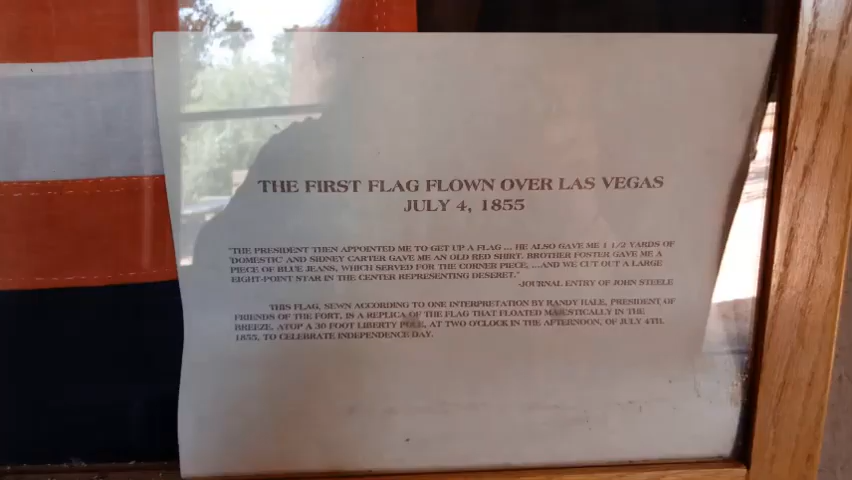 THE FIRST FLAG FLOWN OVER LAS VEGAS
JULY 4, 1855
"THE PRESIDENT THEN APPOINTED ME TO GET UP A FLAG ... HE ALSO GAVE ME 1 1/2 YARDS OF
'DOMESTIC' AND SIDNEY CARTER GAVE ME AN OLD RED SHIRT. BROTHER FOSTER GAVE ME A
PIECE OF BLUE JEANS, WHICH SERVED FOR THE CORNER PIECE, ....AND WE CUT OUT A LARGE
EIGHT-POINT STAR IN THE CENTER REPRESENTING DESERET."
-JOURNAL ENTRY OF JOHN STEELE
THIS FLAG, SEWN ACCORDING TO ONE INTERPRETATION BY RANDY HALE, PRESIDENT OF
FRIENDS OF THE FORT, IS A REPLICA OF THE FLAG THAT FLOATED MAJESTICALLY IN THE
BREEZE, ATOP A 30 FOOT LIBERTY POLE, AT TWO O'CLOCK IN THE AFTERNOON, OF JULY 4TH,
1855, TO CELEBRATE INDEPENDENCE DAY.